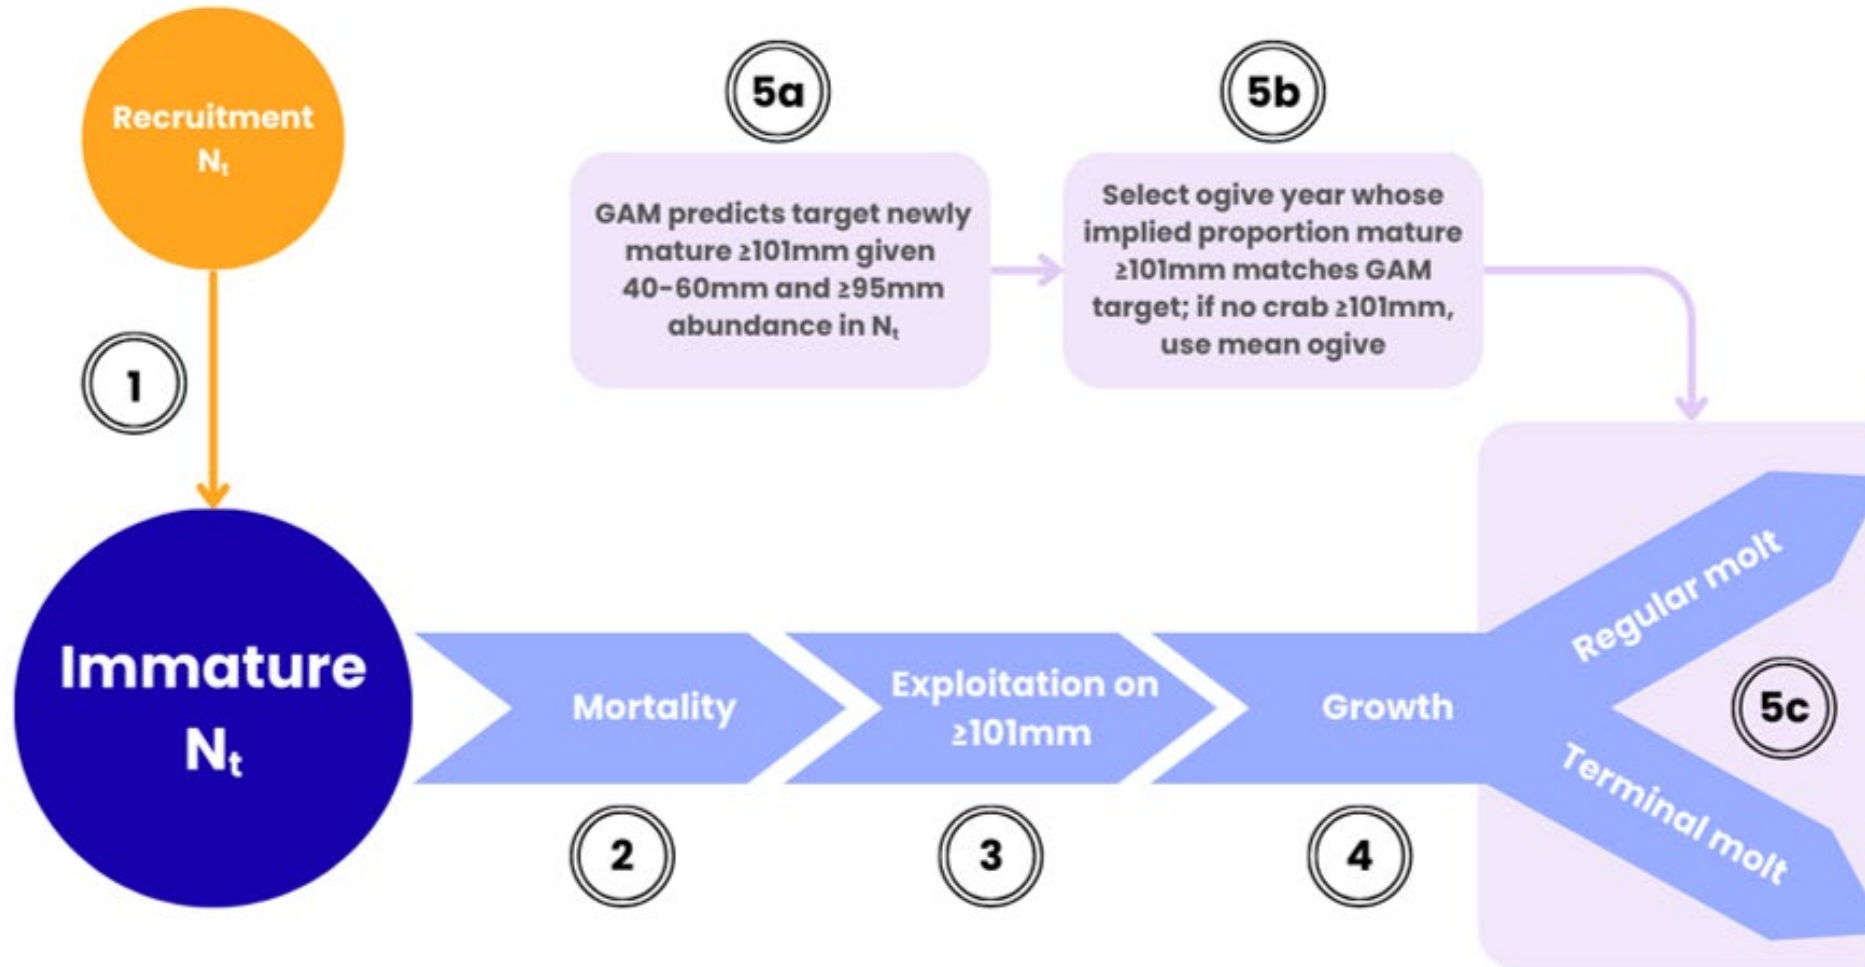 Recruitment
Nₜ
1
Immature
Nₜ
5a
GAM predicts target newly
mature ≥101mm given
40-60mm and ≥95mm
abundance in Nₜ
5b
Select ogive year whose
implied proportion mature
≥101mm matches GAM
target; if no crab ≥101mm,
use mean ogive
Mortality
2
Exploitation on
≥101mm
3
Growth
4
Regular molt
5c
Terminal molt